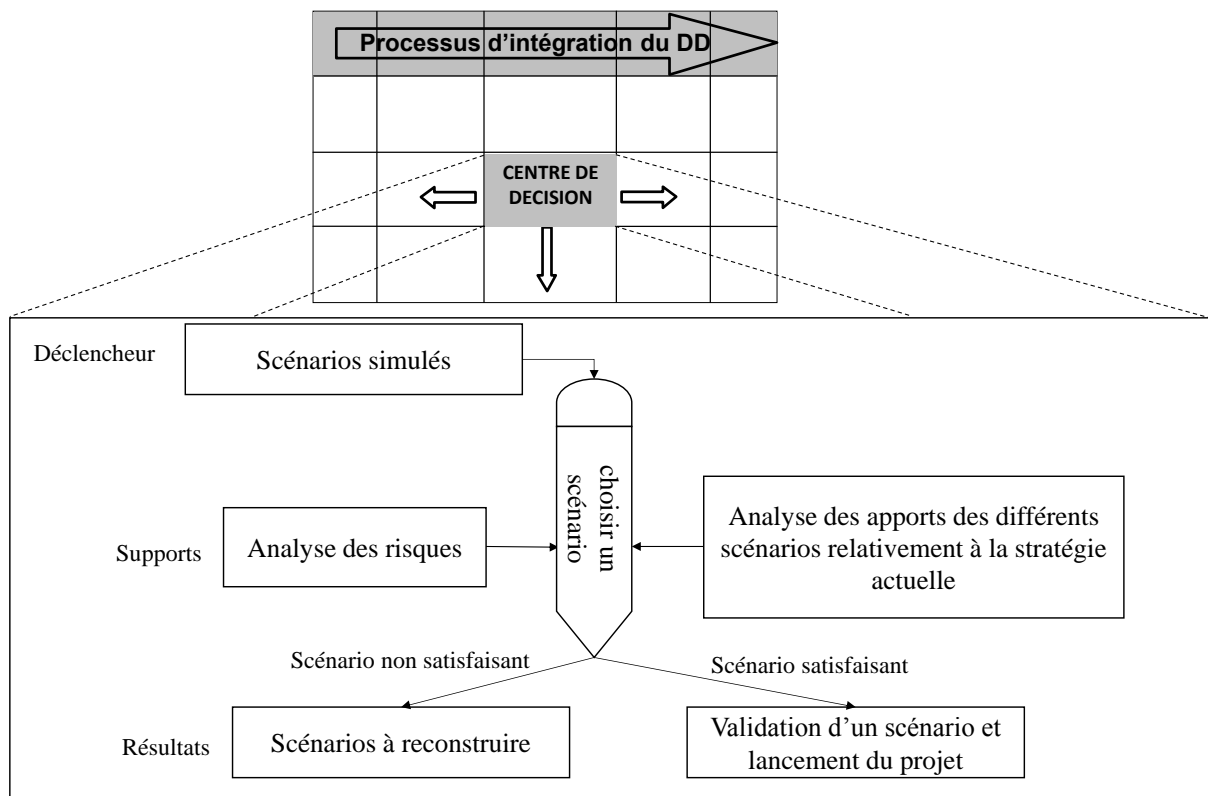 Processus d'intégration du DD
CENTRE DE
DECISION
Déclencheur
Scénarios simulés
choisir un
scénario
Supports
Analyse des risques
Analyse des apports des différents
scénarios relativement à la stratégie
actuelle
Scénario non satisfaisant
Scénario satisfaisant
Résultats
Scénarios à reconstruire
Validation d’un scénario et
lancement du projet